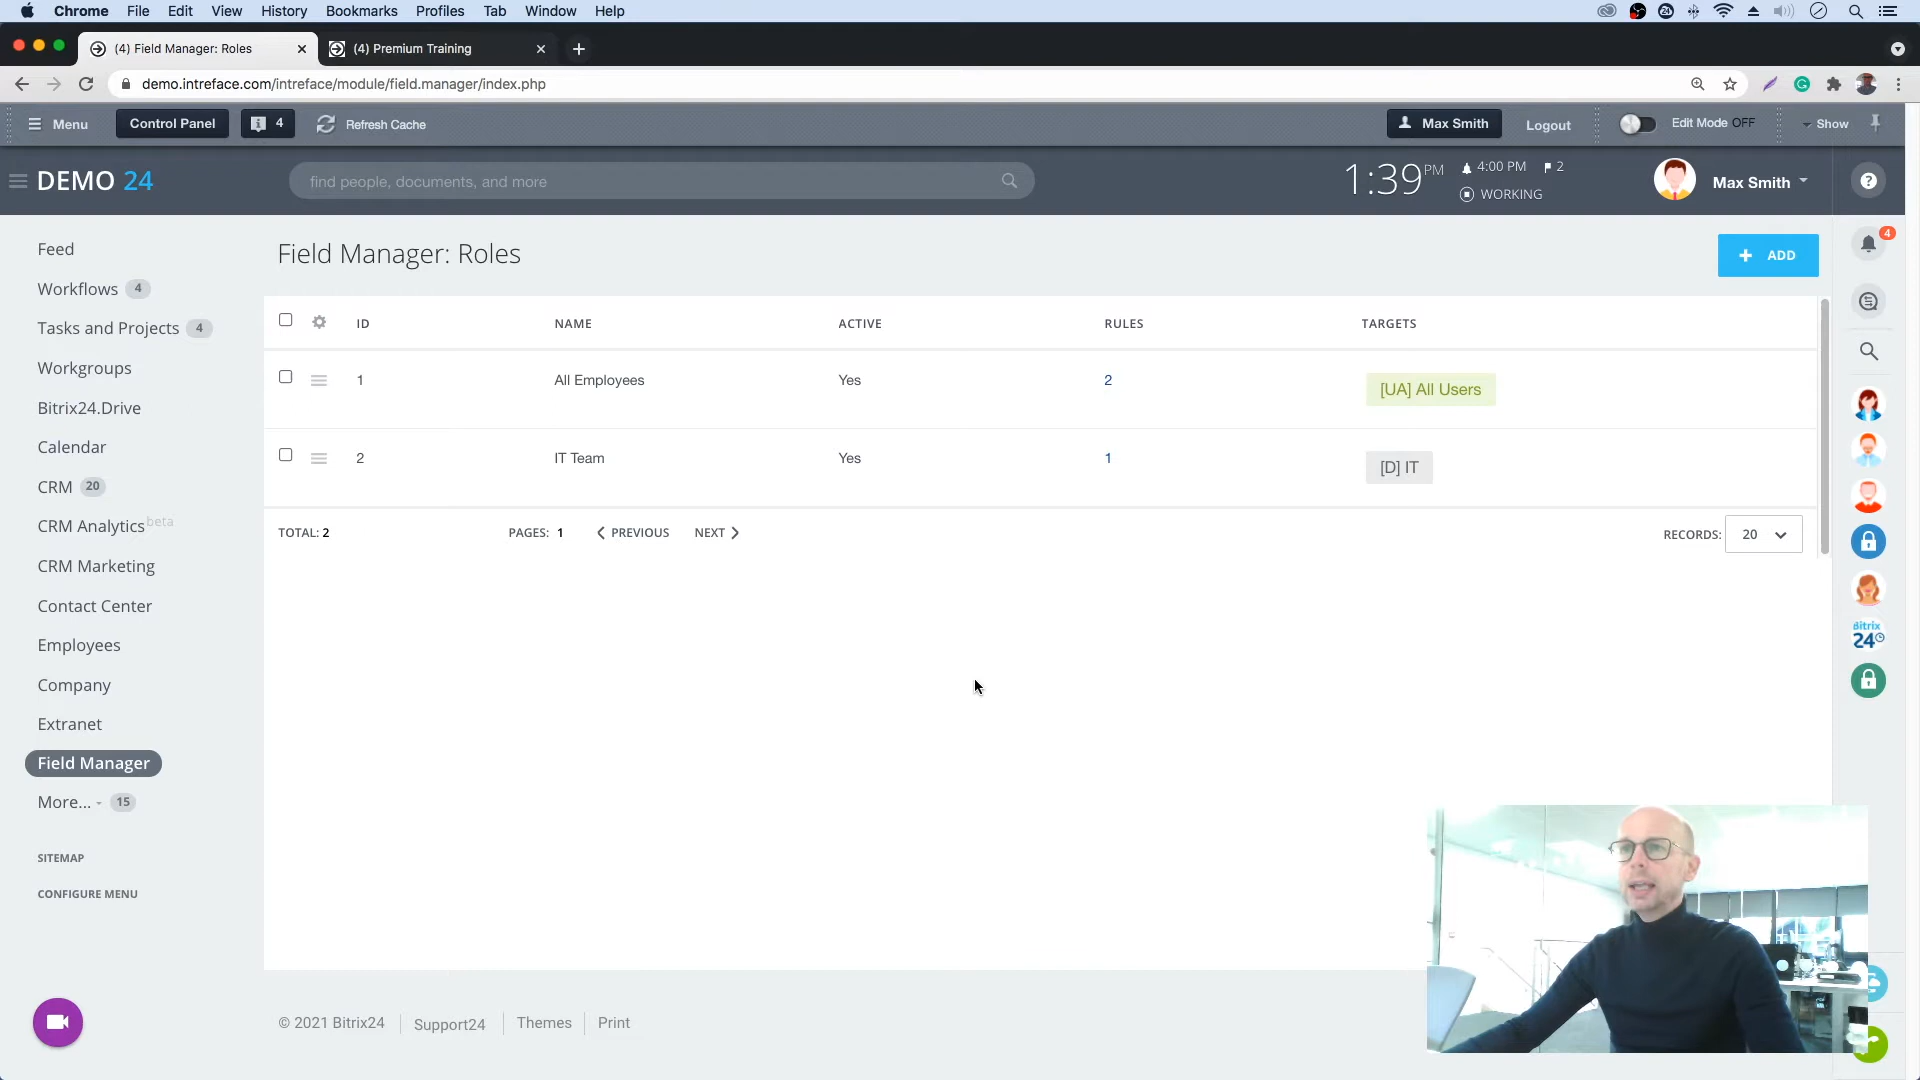 Chrome File Edit View History Bookmarks Profiles Tab Window Help
(4) Field Manager: Roles
(4) Premium Training
demo.intreface.com/intreface/module/field.manager/index.php
Menu
Control Panel
4
Refresh Cache
Max Smith
Logout
Edit Mode OFF
Show
DEMO 24
find people, documents, and more
1:39 PM
4:00 PM
2
WORKING
Max Smith
?
4
Feed
Workflows 4
Tasks and Projects 4
Workgroups
Bitrix24.Drive
Calendar
CRM 20
CRM Analytics beta
CRM Marketing
Contact Center
Employees
Company
Extranet
Field Manager
More... 15
SITEMAP
CONFIGURE MENU
Field Manager: Roles
+ ADD
ID NAME ACTIVE RULES TARGETS
1 All Employees Yes 2 [UA] All Users
2 IT Team Yes 1 [D] IT
TOTAL: 2 PAGES: 1 PREVIOUS NEXT RECORDS: 20
Bitrix
24
© 2021 Bitrix24 Support24 Themes Print